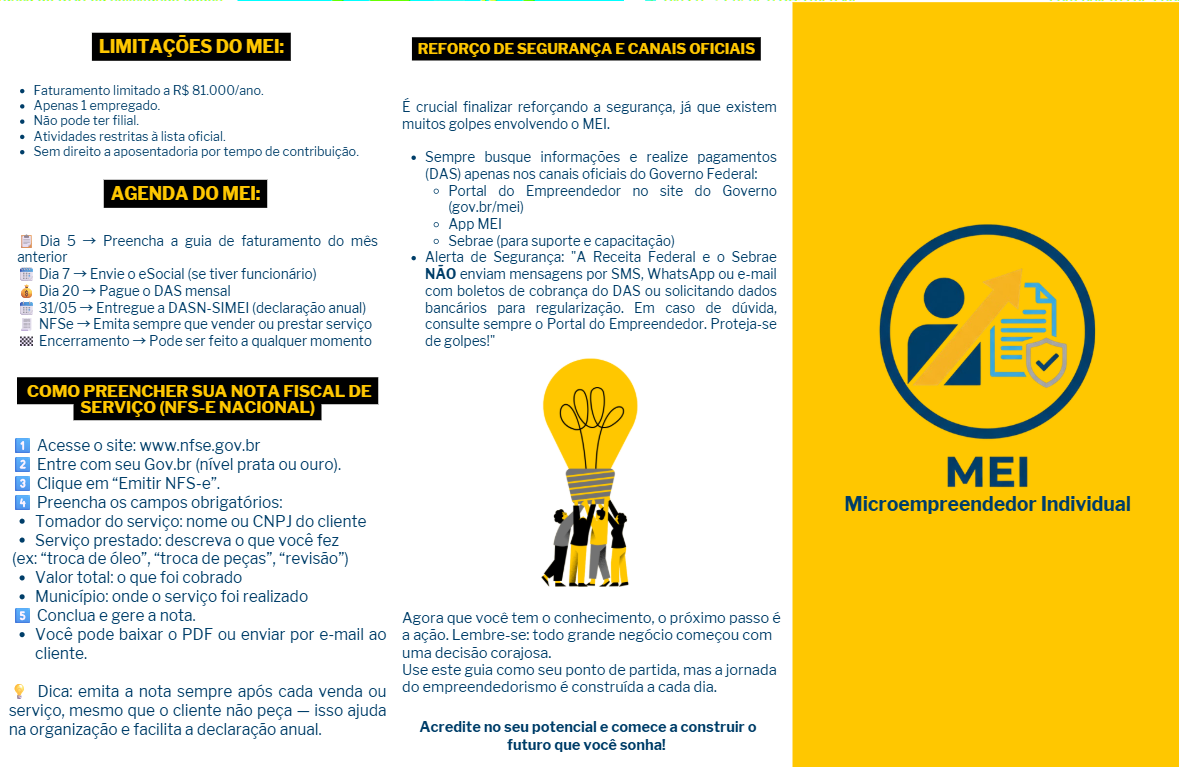 LIMITAÇÕES DO MEI:
• Faturamento limitado a R$ 81.000/ano.
• Apenas 1 empregado.
• Não pode ter filial.
• Atividades restritas à lista oficial.
• Sem direito a aposentadoria por tempo de contribuição.
AGENDA DO MEI:
📋 Dia 5 → Preencha a guia de faturamento do mês
anterior
🗓️ Dia 7 → Envie o eSocial (se tiver funcionário)
💰 Dia 20 → Pague o DAS mensal
🗓️ 31/05 → Entregue a DASN-SIMEI (declaração anual)
🧾 NFSe → Emita sempre que vender ou prestar serviço
🏁 Encerramento → Pode ser feito a qualquer momento
COMO PREENCHER SUA NOTA FISCAL DE
SERVIÇO (NFS-E NACIONAL)
1️⃣ Acesse o site: www.nfse.gov.br
2️⃣ Entre com seu Gov.br (nível prata ou ouro).
3️⃣ Clique em “Emitir NFS-e”.
4️⃣ Preencha os campos obrigatórios:
• Tomador do serviço: nome ou CNPJ do cliente
• Serviço prestado: descreva o que você fez
(ex: “troca de óleo”, “troca de peças”, “revisão”)
• Valor total: o que foi cobrado
• Município: onde o serviço foi realizado
5️⃣ Conclua e gere a nota.
• Você pode baixar o PDF ou enviar por e-mail ao
cliente.
💡 Dica: emita a nota sempre após cada venda ou
serviço, mesmo que o cliente não peça — isso ajuda
na organização e facilita a declaração anual.
REFORÇO DE SEGURANÇA E CANAIS OFICIAIS
É crucial finalizar reforçando a segurança, já que existem
muitos golpes envolvendo o MEI.
• Sempre busque informações e realize pagamentos
(DAS) apenas nos canais oficiais do Governo Federal:
◦ Portal do Empreendedor no site do Governo
(gov.br/mei)
◦ App MEI
◦ Sebrae (para suporte e capacitação)
• Alerta de Segurança: "A Receita Federal e o Sebrae
NÃO enviam mensagens por SMS, WhatsApp ou e-mail
com boletos de cobrança do DAS ou solicitando dados
bancários para regularização. Em caso de dúvida,
consulte sempre o Portal do Empreendedor. Proteja-se
de golpes!"
Agora que você tem o conhecimento, o próximo passo é
a ação. Lembre-se: todo grande negócio começou com
uma decisão corajosa.
Use este guia como seu ponto de partida, mas a jornada
do empreendedorismo é construída a cada dia.
Acredite no seu potencial e comece a construir o
futuro que você sonha!
MEI
Microempreendedor Individual